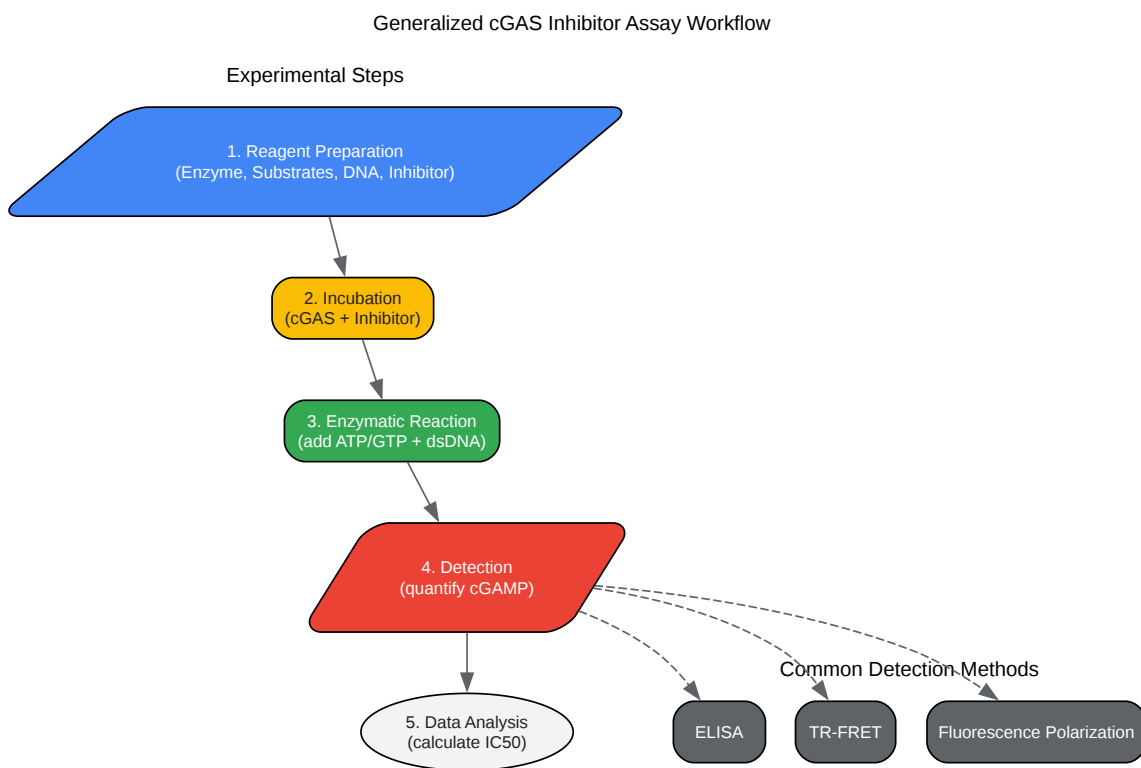 Generalized cGAS Inhibitor Assay Workflow
Experimental Steps
1. Reagent Preparation
(Enzyme, Substrates, DNA, Inhibitor)
2. Incubation
(cGAS + Inhibitor)
3. Enzymatic Reaction
(add ATP/GTP + dsDNA)
4. Detection
(quantify cGAMP)
Common Detection Methods
5. Data Analysis
(calculate IC50)
ELISA
TR-FRET
Fluorescence Polarization